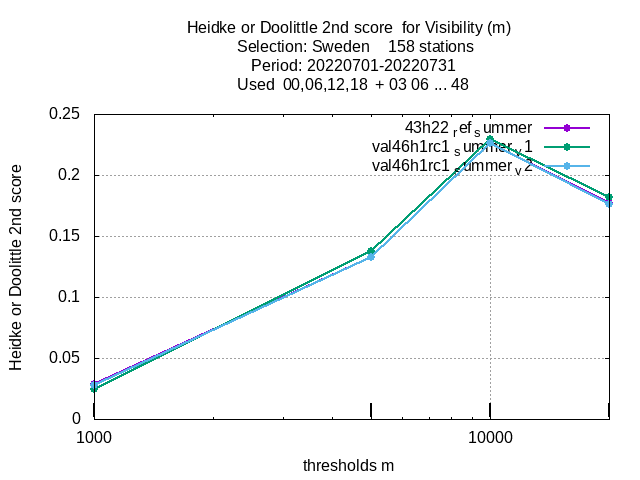 Heidke or Doolittle 2nd score for Visibility (m)
Selection: Sweden 158 stations
Period: 20220701-20220731
Used 00,06,12,18 + 03 06 ... 48
0.25
0.2
0.15
0.1
0.05
0
Heidke or Doolittle 2nd score
43h22 ref summer
val46h1rc1 summer v1
val46h1rc1 summer v2
1000
10000
thresholds m